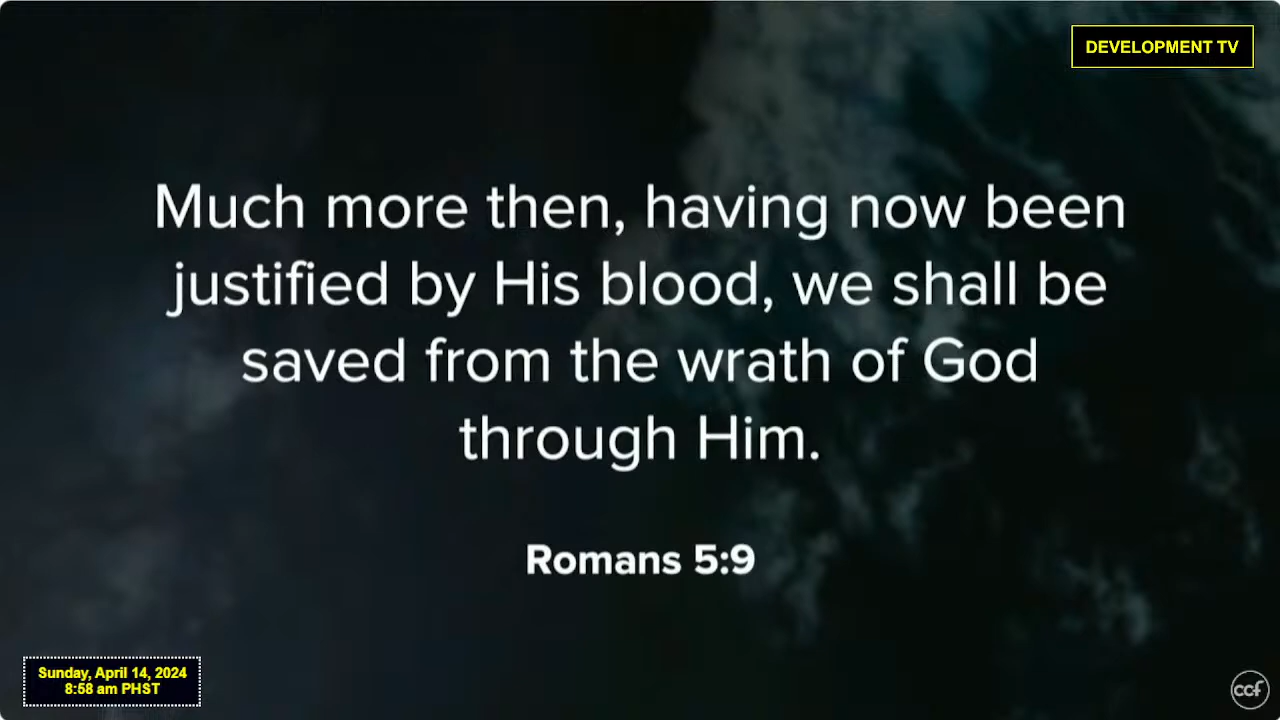 DEVELOPMENT TV
Much more then, having now been
justified by His blood, we shall be
saved from the wrath of God
through Him.
Romans 5:9
Sunday, April 14, 2024
8:58 am PHST
ccf